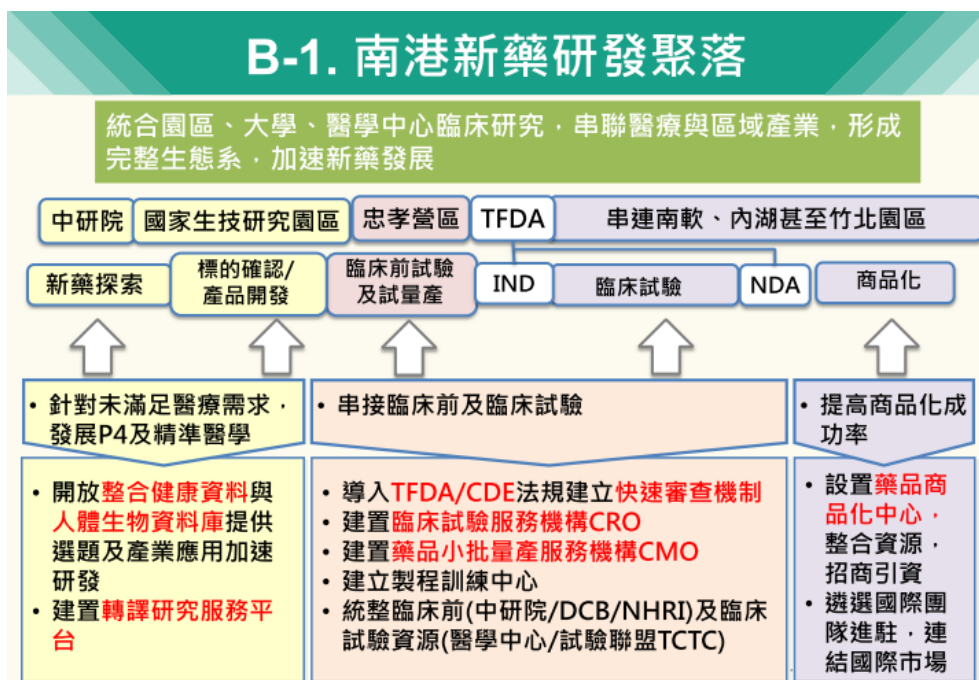 B-1. 南港新藥研發聚落
統合園區、大學、醫學中心臨床研究，串聯醫療與區域產業，形成
完整生態系，加速新藥發展
中研院
國家生技研究園區
忠孝營區
TFDA
串連南軟、內湖甚至竹北園區
新藥探索
標的確認/
產品開發
臨床前試驗
及試量產
IND
臨床試驗
NDA
商品化
• 針對未滿足醫療需求，
發展P4及精準醫學
• 串接臨床前及臨床試驗
• 提高商品化成
功率
• 開放整合健康資料與
人體生物資料庫提供
選題及產業應用加速
研發
• 建置轉譯研究服務平
台
• 導入TFDA/CDE法規建立快速審查機制
• 建置臨床試驗服務機構CRO
• 建置藥品小批量產服務機構CMO
• 建立製程訓練中心
• 統整臨床前(中研院/DCB/NHRI)及臨床
試驗資源(醫學中心/試驗聯盟TCTC)
• 設置藥品商
品化中心，
整合資源，
招商引資
• 遴選國際團
隊進駐，連
結國際市場